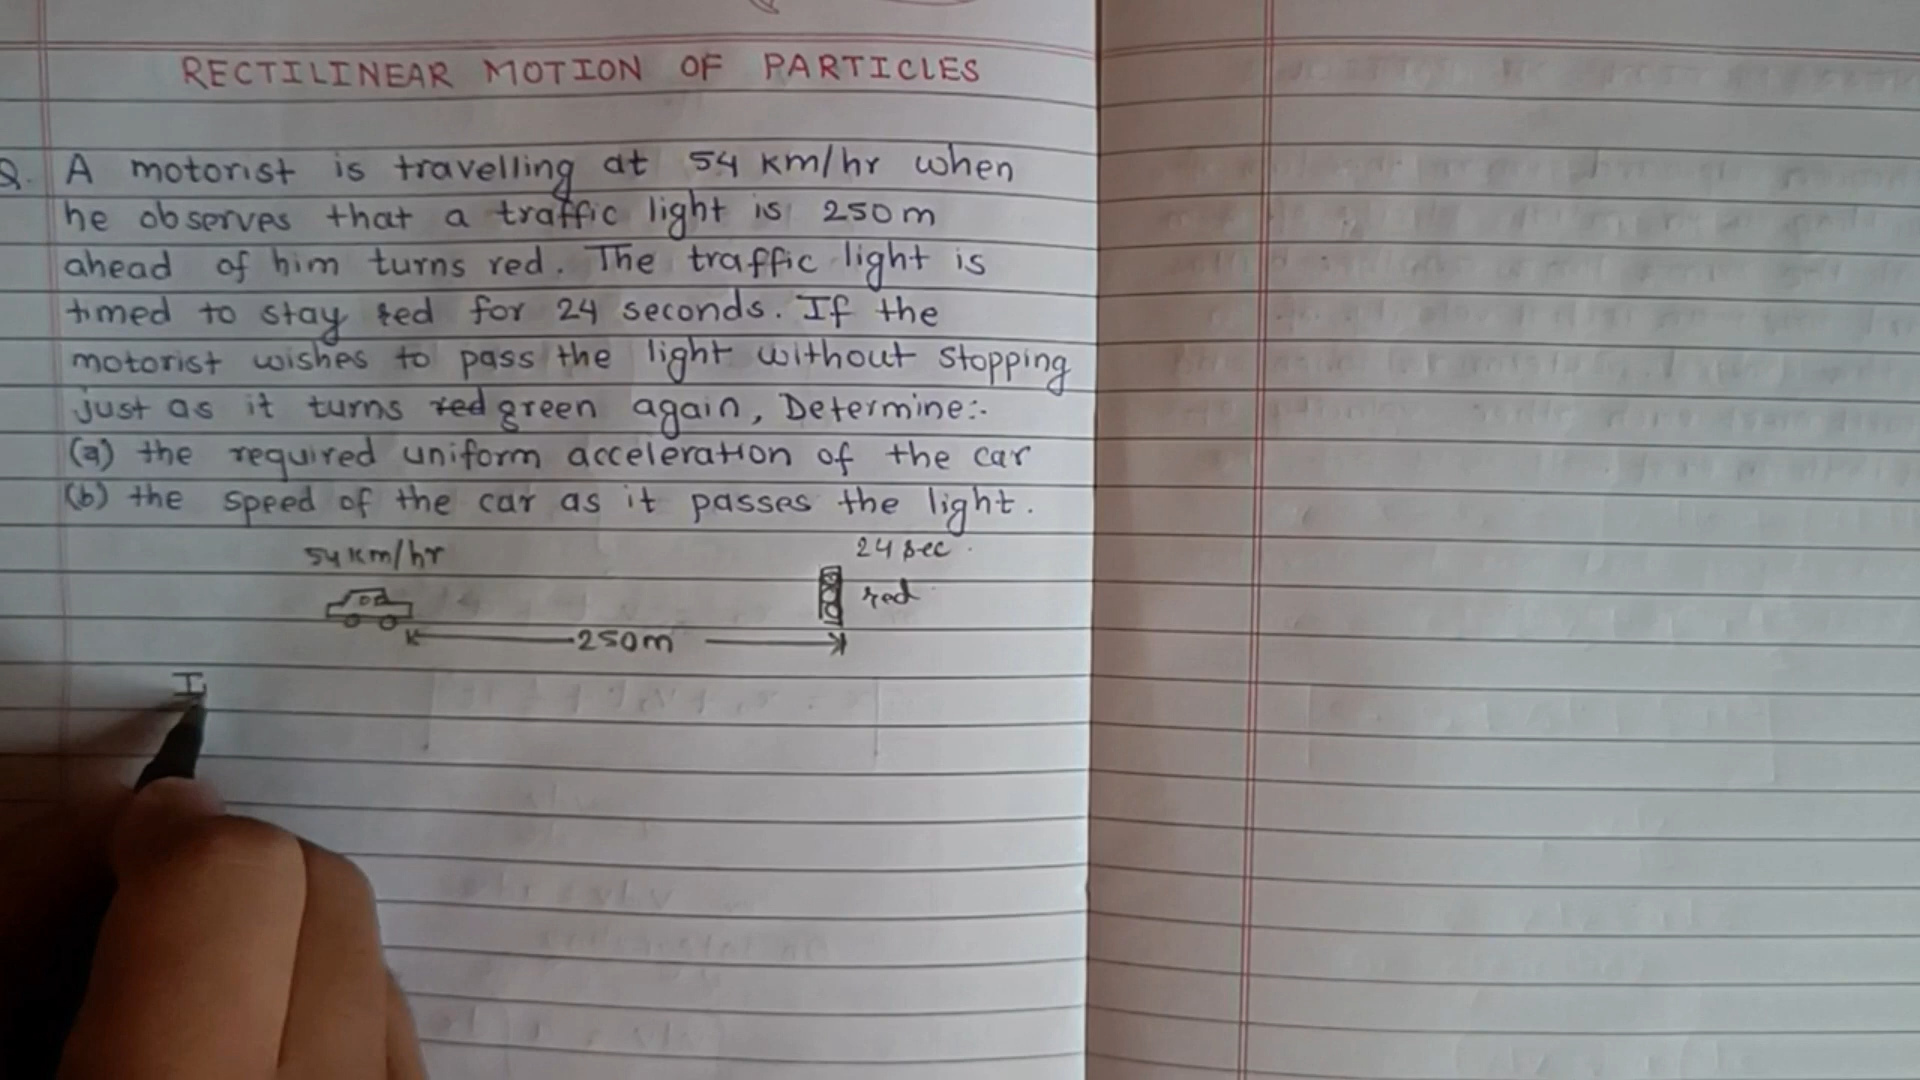 RECTILINEAR MOTION OF PARTICLES
Q. A motorist is travelling at 54 km/hr when
he observes that a traffic light is 250m
ahead of him turns red. The traffic light is
timed to stay red for 24 seconds. If the
motorist wishes to pass the light without stopping
just as it turns red green again, Determine:-
(a) the required uniform acceleration of the car
(b) the speed of the car as it passes the light.
54 km/hr
24 sec
red
250m
I